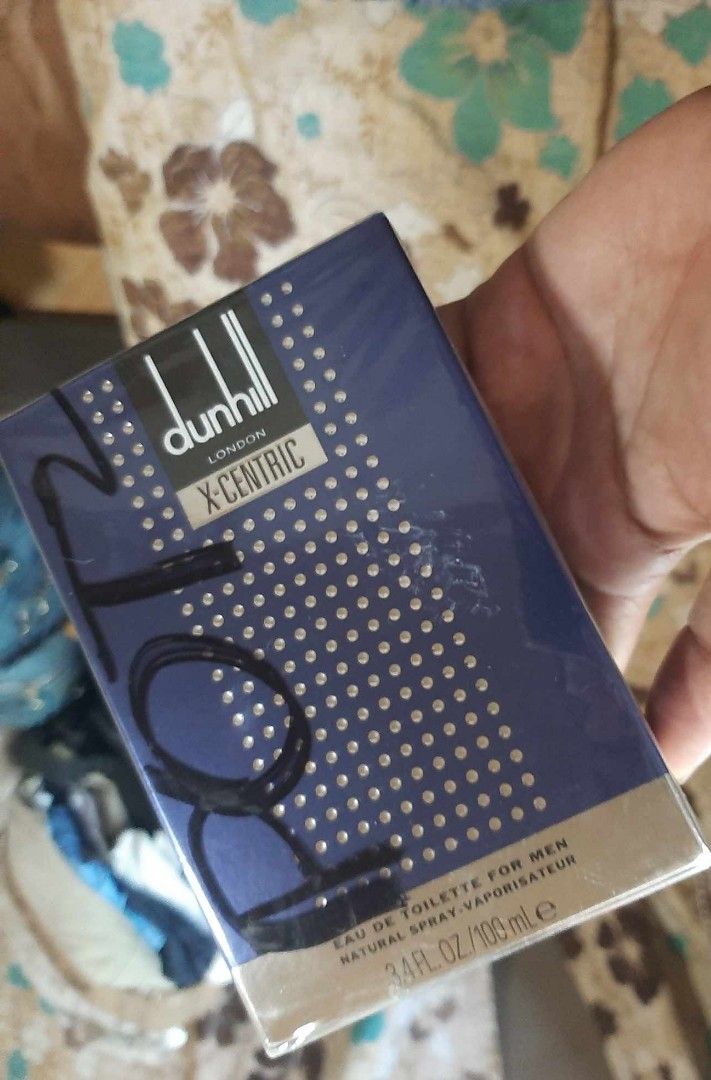 dunhill
LONDON
X-CENTRIC
EAU DE TOILETTE FOR MEN
NATURAL SPRAY-VAPORISATEUR
3.4 FL. OZ/100 mL e